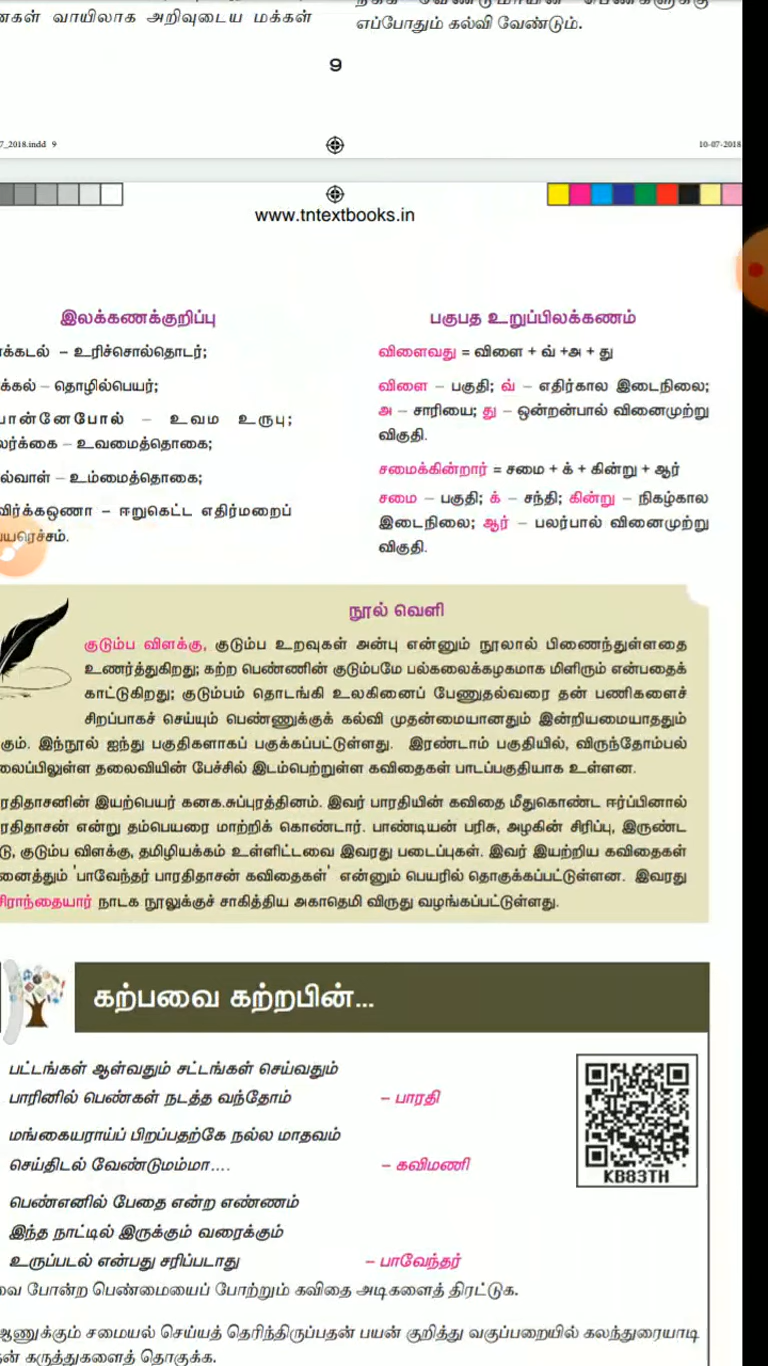 வாயிலாக அறிவுடைய மக்கள்
எப்போதும் கல்வி வேண்டும்.
9
7_2018.indd 9
10-07-2018
www.tntextbooks.in
இலக்கணக்குறிப்பு
க்கடல் – உரிச்சொல்தொடர்;
க்கல் – தொழில்பெயர்;
ான்னேபோல் – உவம உருபு;
லர்க்கை – உவமைத்தொகை;
ல்வாள் – உம்மைத்தொகை;
விர்க்கஒணா – ஈறுகெட்ட எதிர்மறைப்
யரெச்சம்.
பகுபத உறுப்பிலக்கணம்
விளைவது = விளை + வ் +அ + து
விளை – பகுதி; வ் – எதிர்கால இடைநிலை;
அ – சாரியை; து – ஒன்றன்பால் வினைமுற்று
விகுதி.
சமைக்கின்றார் = சமை + க் + கின்று + ஆர்
சமை – பகுதி; க் – சந்தி; கின்று – நிகழ்கால
இடைநிலை; ஆர் – பலர்பால் வினைமுற்று
விகுதி.
நூல் வெளி
குடும்ப விளக்கு, குடும்ப உறவுகள் அன்பு என்னும் நூலால் பிணைந்துள்ளதை
உணர்த்துகிறது; கற்ற பெண்ணின் குடும்பமே பல்கலைக்கழகமாக மிளிரும் என்பதைக்
காட்டுகிறது; குடும்பம் தொடங்கி உலகினைப் பேணுதல்வரை தன் பணிகளைச்
சிறப்பாகச் செய்யும் பெண்ணுக்குக் கல்வி முதன்மையானதும் இன்றியமையாததும்
கும். இந்நூல் ஐந்து பகுதிகளாகப் பகுக்கப்பட்டுள்ளது. இரண்டாம் பகுதியில், விருந்தோம்பல்
லைப்பிலுள்ள தலைவியின் பேச்சில் இடம்பெற்றுள்ள கவிதைகள் பாடப்பகுதியாக உள்ளன.
ரதிதாசனின் இயற்பெயர் கனக.சுப்புரத்தினம். இவர் பாரதியின் கவிதை மீதுகொண்ட ஈர்ப்பினால்
ரதிதாசன் என்று தம்பெயரை மாற்றிக் கொண்டார். பாண்டியன் பரிசு, அழகின் சிரிப்பு, இருண்ட
டு, குடும்ப விளக்கு, தமிழியக்கம் உள்ளிட்டவை இவரது படைப்புகள். இவர் இயற்றிய கவிதைகள்
னைத்தும் 'பாவேந்தர் பாரதிதாசன் கவிதைகள்' என்னும் பெயரில் தொகுக்கப்பட்டுள்ளன. இவரது
சிராந்தையார் நாடக நூலுக்குச் சாகித்திய அகாதெமி விருது வழங்கப்பட்டுள்ளது.
கற்பவை கற்றபின்...
பட்டங்கள் ஆள்வதும் சட்டங்கள் செய்வதும்
பாரினில் பெண்கள் நடத்த வந்தோம் – பாரதி
மங்கையராய்ப் பிறப்பதற்கே நல்ல மாதவம்
செய்திடல் வேண்டுமம்மா.... – கவிமணி
பெண்எனில் பேதை என்ற எண்ணம்
இந்த நாட்டில் இருக்கும் வரைக்கும்
உருப்படல் என்பது சரிப்படாது – பாவேந்தர்
KB83TH
வை போன்ற பெண்மையைப் போற்றும் கவிதை அடிகளைத் திரட்டுக.
ஆணுக்கும் சமையல் செய்யத் தெரிந்திருப்பதன் பயன் குறித்து வகுப்பறையில் கலந்துரையாடி
ன் கருத்துகளைத் தொகுக்க.